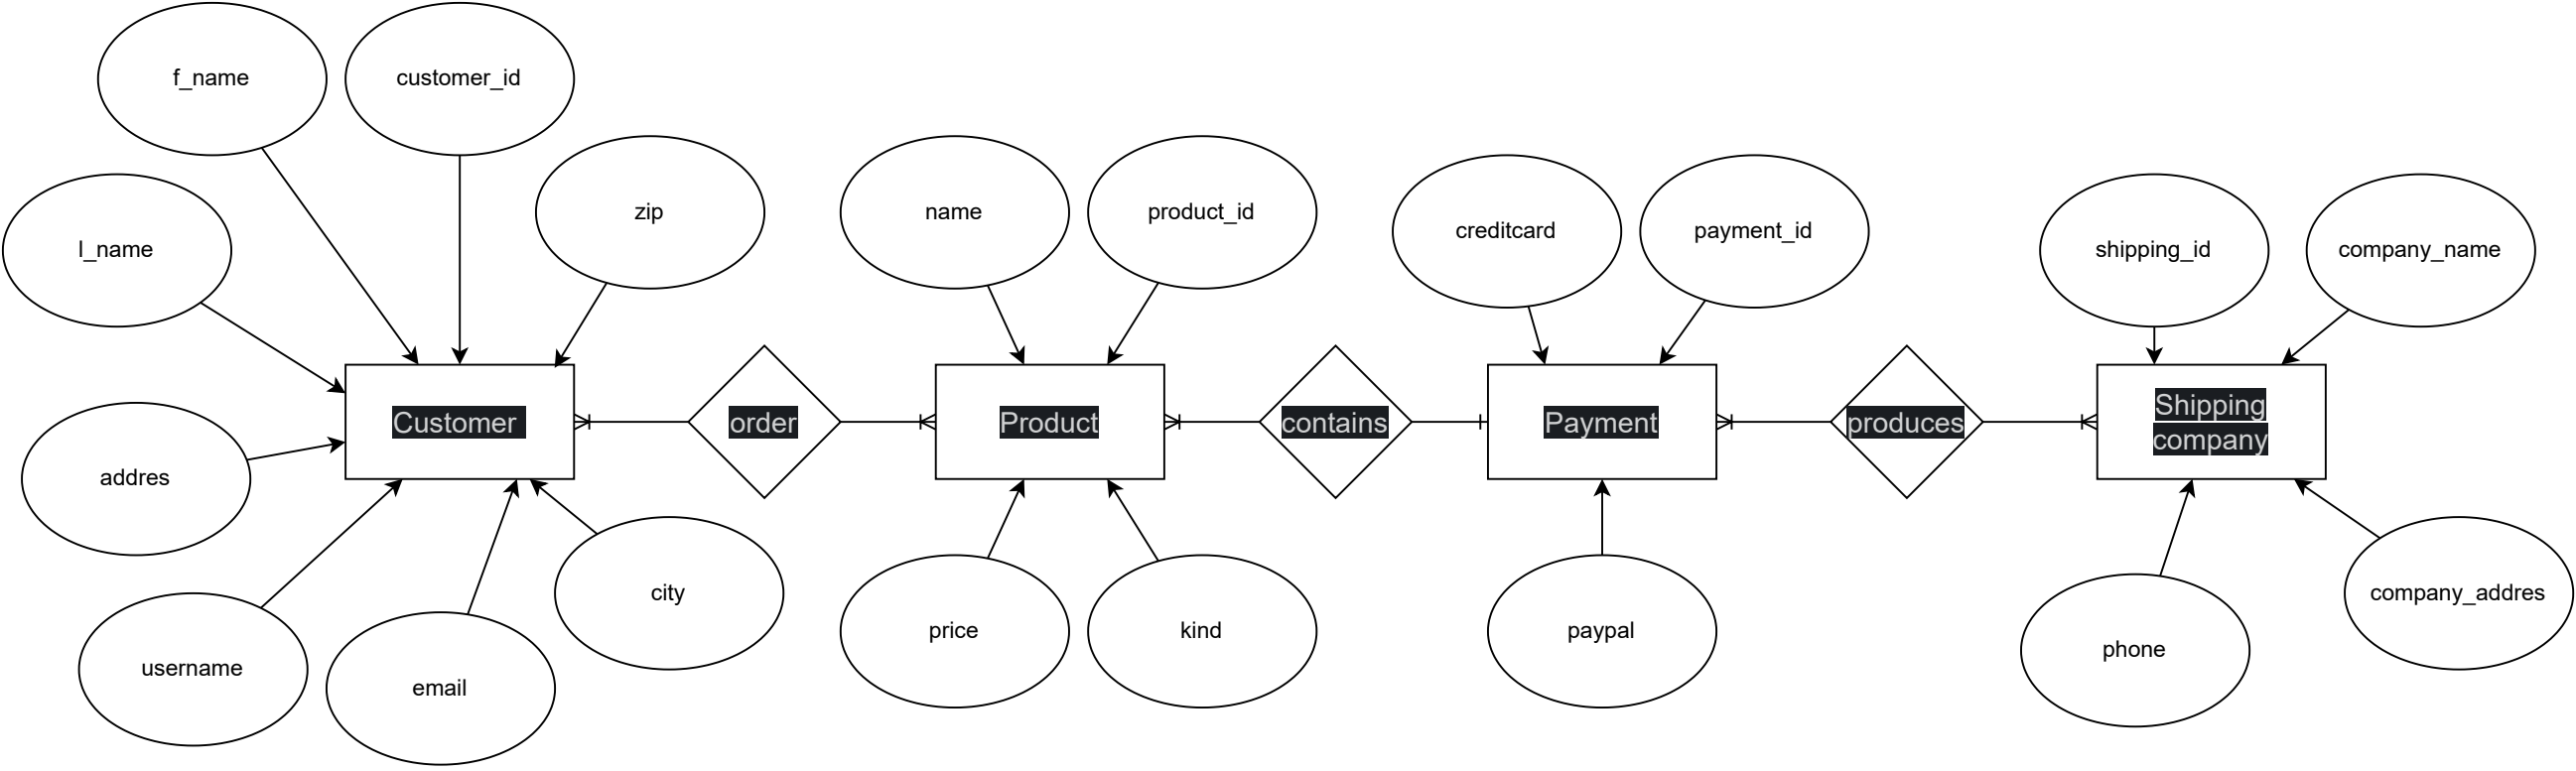 f_name
customer_id
zip
l_name
name
product_id
creditcard
payment_id
shipping_id
company_name
Customer
order
Product
contains
Payment
produces
Shipping
company
addres
username
email
city
price
kind
paypal
phone
company_addres